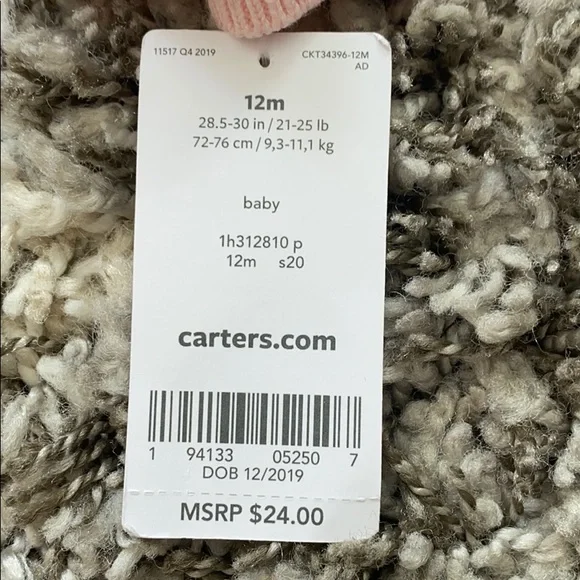 11517 Q4 2019 CKT34396-12M
AD
12m
28.5-30 in / 21-25 lb
72-76 cm / 9,3-11,1 kg
baby
1h312810 p
12m s20
carters.com
1 94133 05250 7
DOB 12/2019
MSRP $24.00